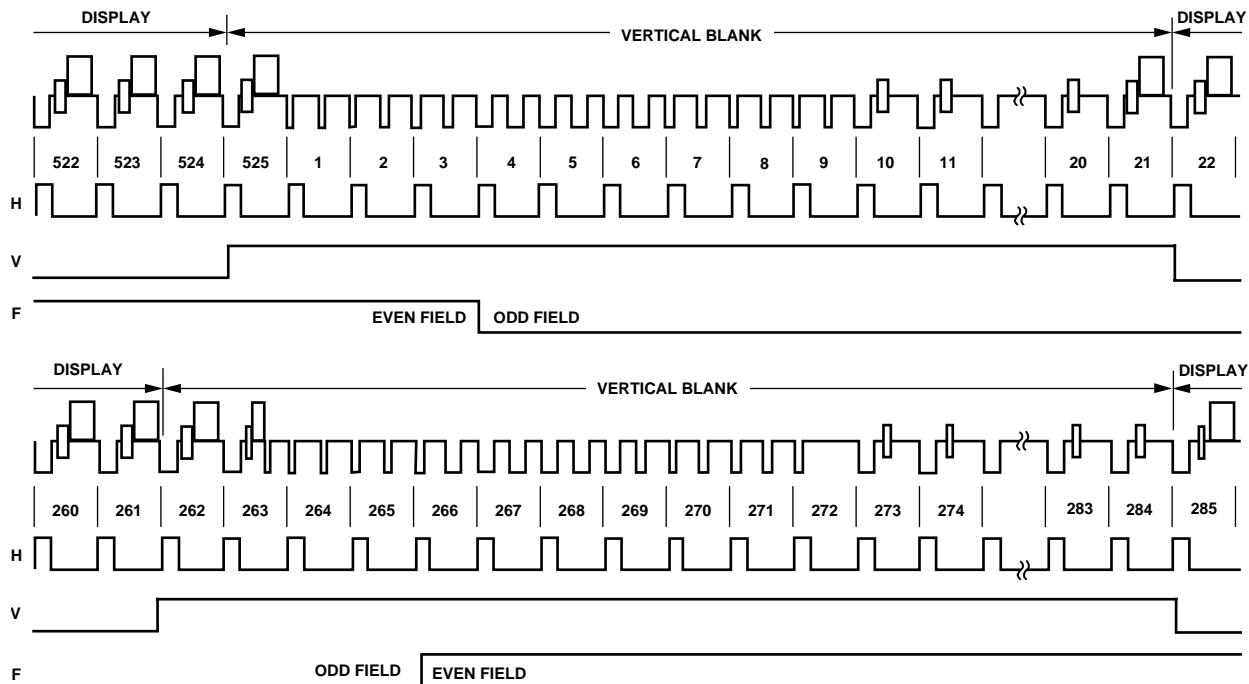 DISPLAY VERTICAL BLANK DISPLAY
522 523 524 525 1 2 3 4 5 6 7 8 9 10 11 20 21 22
H
V
F
EVEN FIELD ODD FIELD
DISPLAY VERTICAL BLANK DISPLAY
260 261 262 263 264 265 266 267 268 269 270 271 272 273 274 283 284 285
H
V
ODD FIELD EVEN FIELD
F